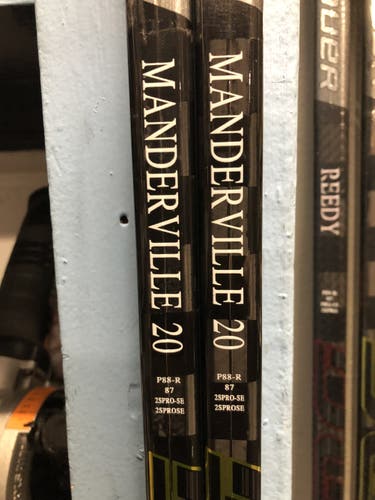 MANDERVILLE 20
P88-R
87
2SPRO-SE
2SPROSE
MANDERVILLE 20
P88-R
87
2SPRO-SE
2SPROSE
REEDY